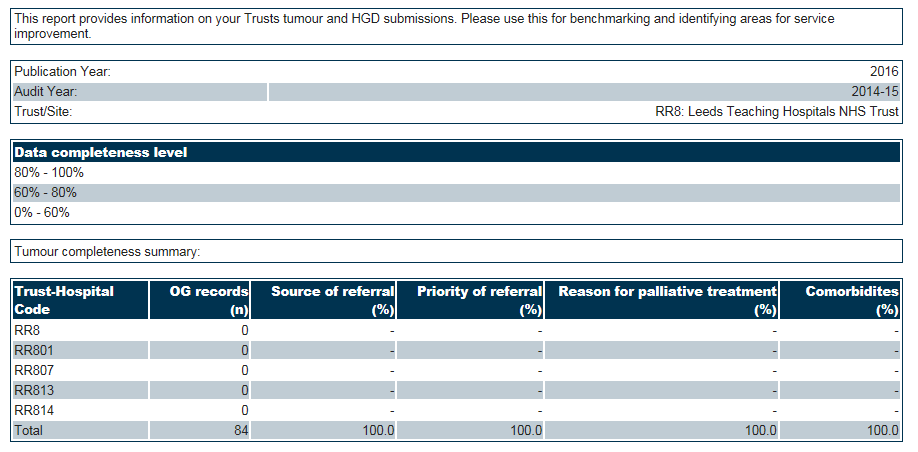 This report provides information on your Trusts tumour and HGD submissions. Please use this for benchmarking and identifying areas for service
improvement.
Publication Year: 2016
Audit Year: 2014-15
Trust/Site: RR8: Leeds Teaching Hospitals NHS Trust
Data completeness level
80% - 100%
60% - 80%
0% - 60%
Tumour completeness summary:
Trust-Hospital OG records Source of referral Priority of referral Reason for palliative treatment Comorbidites
Code (n) (%) (%) (%) (%)
RR8 0 - - - -
RR801 0 - - - -
RR807 0 - - - -
RR813 0 - - - -
RR814 0 - - - -
Total 84 100.0 100.0 100.0 100.0